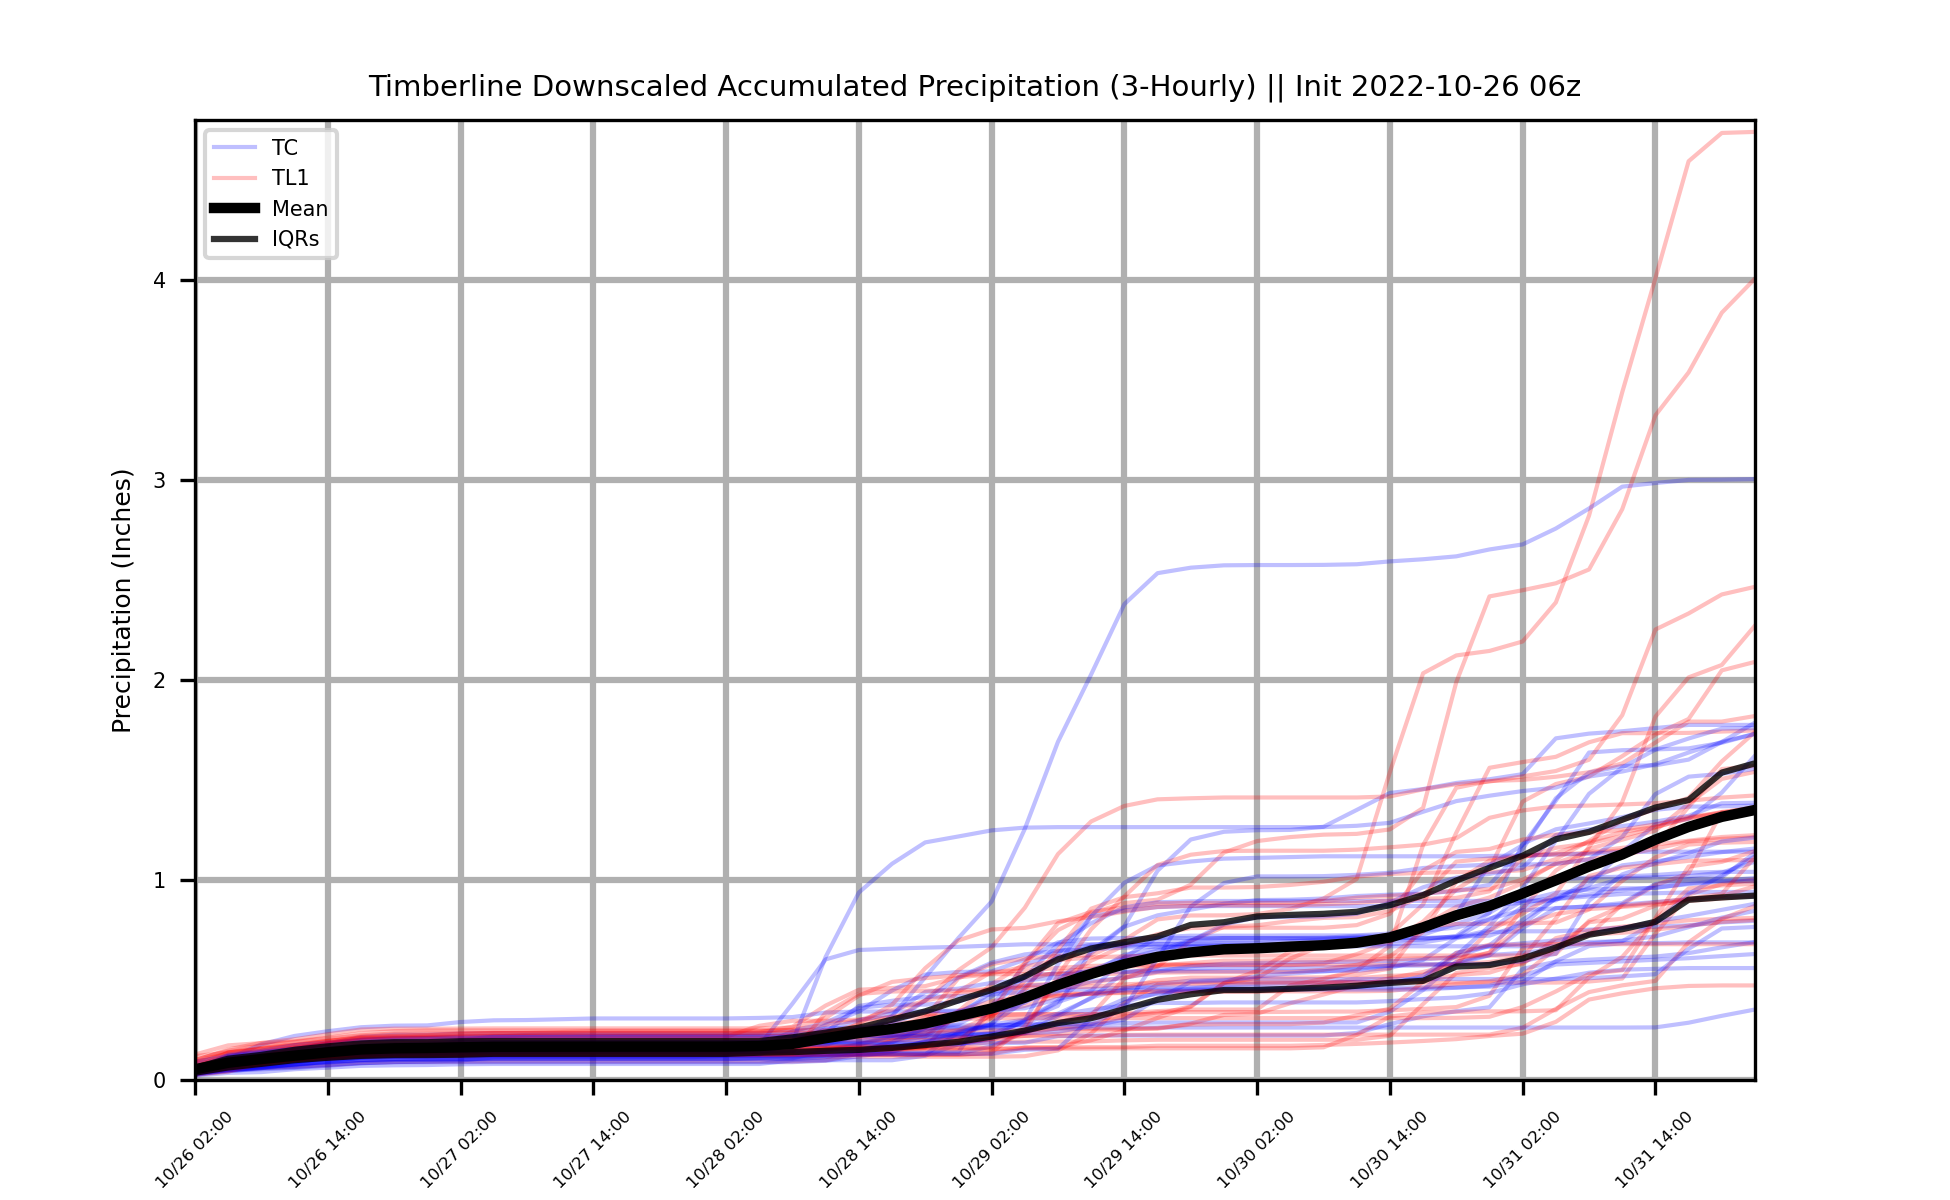 Timberline Downscaled Accumulated Precipitation (3-Hourly) || Init 2022-10-26 06z
TC
TL1
Mean
IQRs
Precipitation (Inches)
4
3
2
1
0
10/26 02:00
10/26 14:00
10/27 02:00
10/27 14:00
10/28 02:00
10/28 14:00
10/29 02:00
10/29 14:00
10/30 02:00
10/30 14:00
10/31 02:00
10/31 14:00